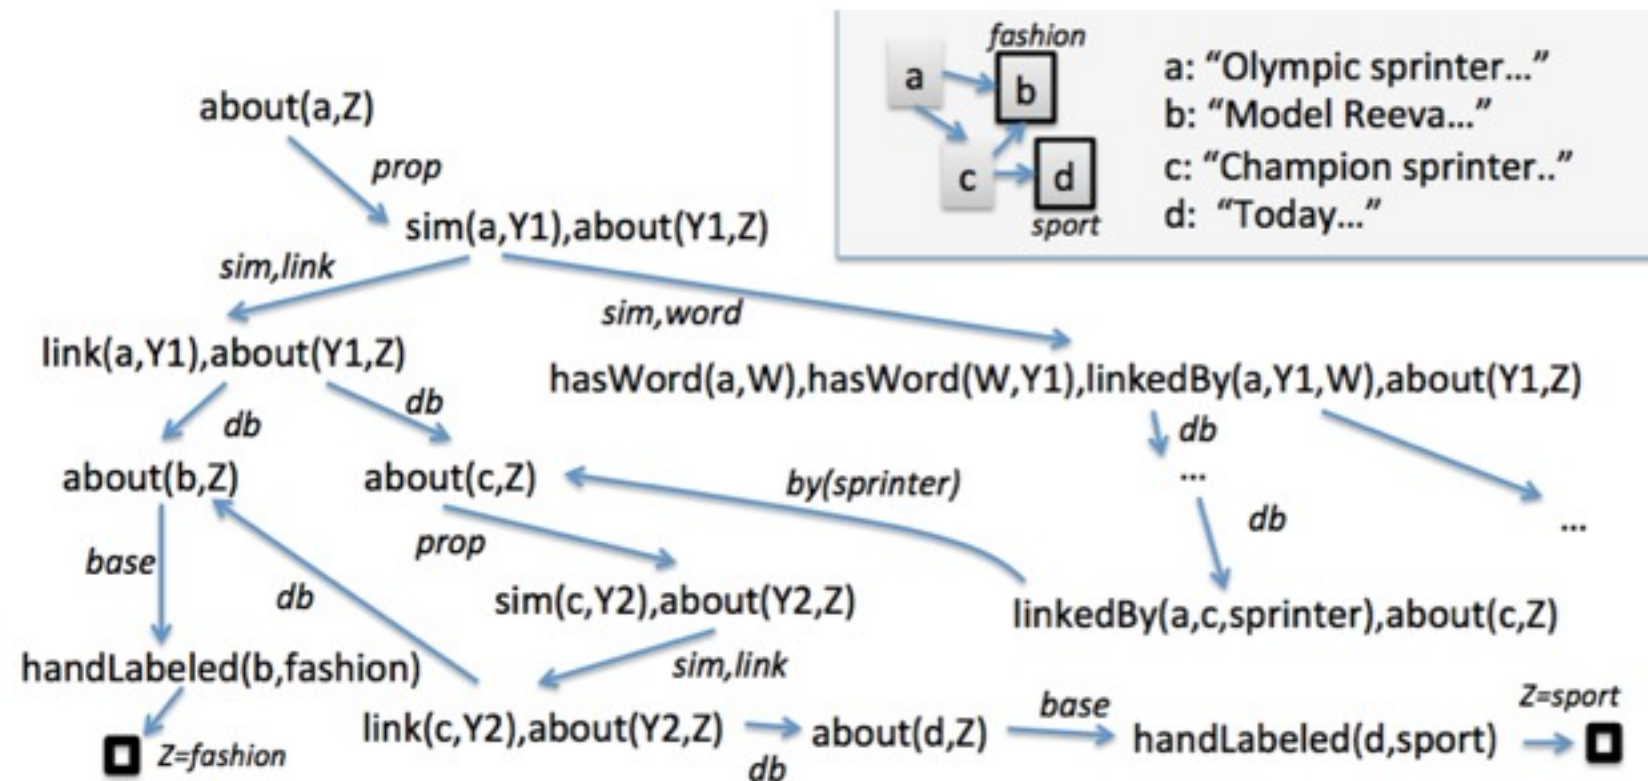 fashion
a
b
c
d
sport
a: “Olympic sprinter…”
b: “Model Reeva…”
c: “Champion sprinter..”
d: “Today…”
about(a,Z)
prop
sim(a,Y1),about(Y1,Z)
sim,link
sim,word
link(a,Y1),about(Y1,Z)
hasWord(a,W),hasWord(W,Y1),linkedBy(a,Y1,W),about(Y1,Z)
db
db
db
about(b,Z)
about(c,Z)
by(sprinter)
…
…
base
prop
db
db
sim(c,Y2),about(Y2,Z)
linkedBy(a,c,sprinter),about(c,Z)
handLabeled(b,fashion)
sim,link
link(c,Y2),about(Y2,Z)
db
about(d,Z)
base
handLabeled(d,sport)
Z=sport
Z=fashion